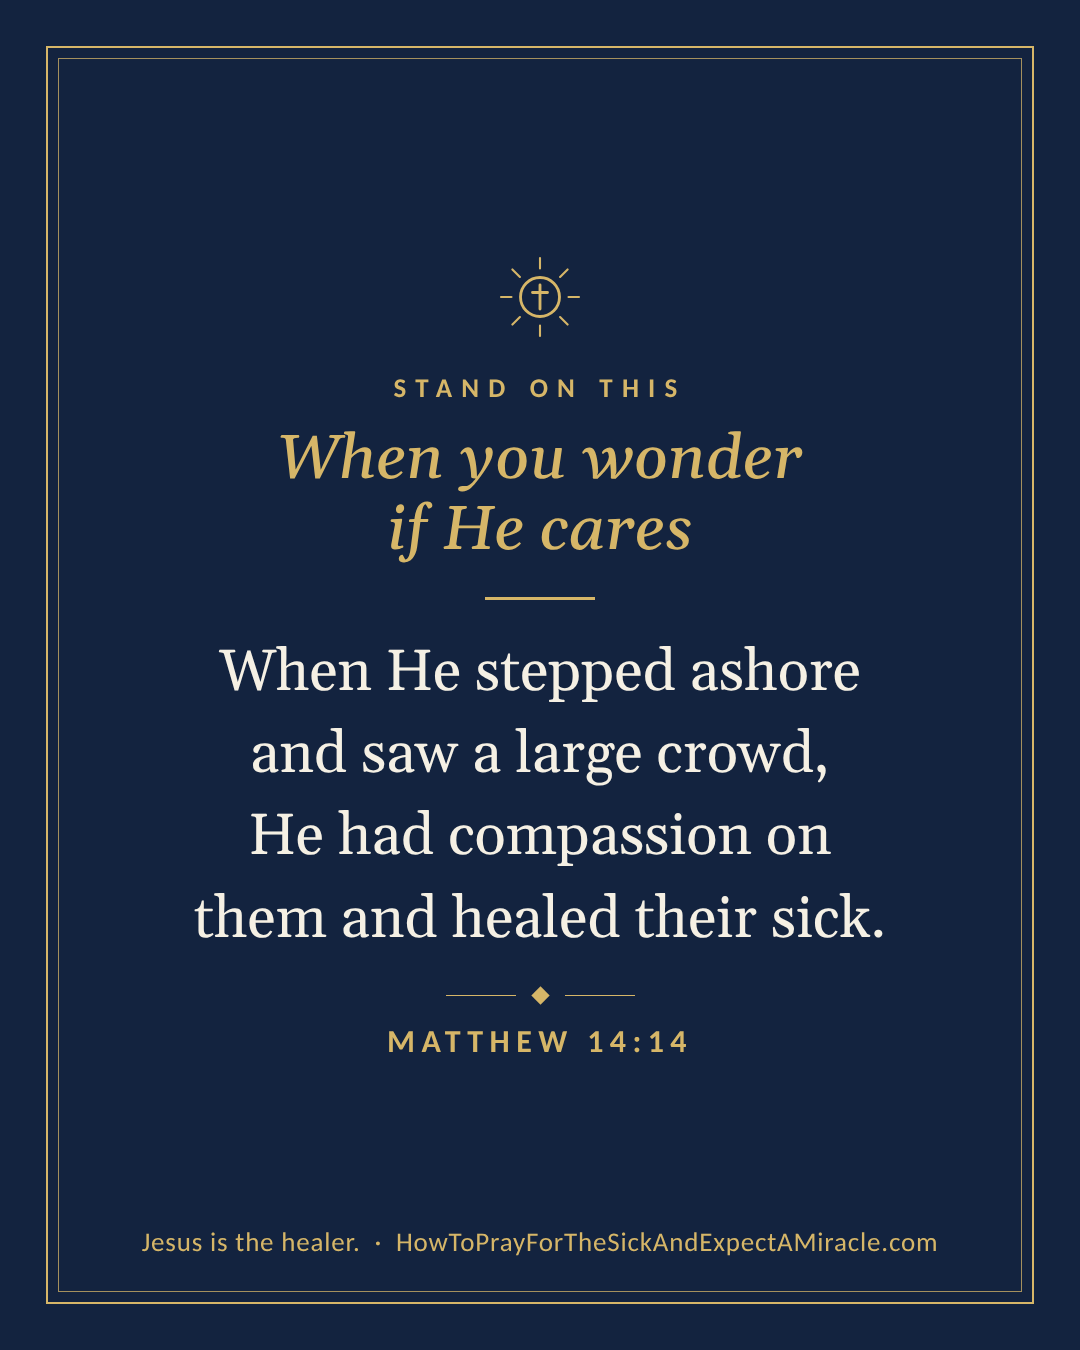 STAND ON THIS
When you wonder
if He cares
When He stepped ashore
and saw a large crowd,
He had compassion on
them and healed their sick.
MATTHEW 14:14
Jesus is the healer. · HowToPrayForTheSickAndExpectAMiracle.com